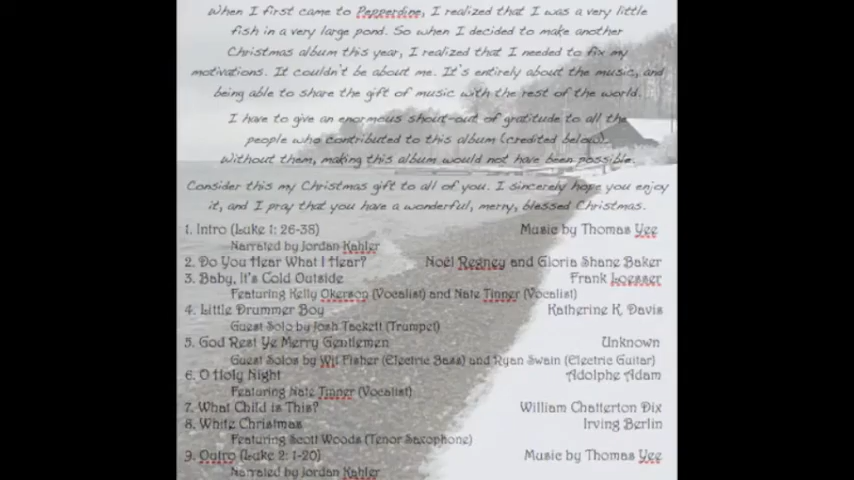 When I first came to Pepperdine, I realized that I was a very little
fish in a very large pond. So when I decided to make another
Christmas album this year, I realized that I needed to fix my
motivations. It couldn't be about me. It's entirely about the music, and
being able to share the gift of music with the rest of the world.
I have to give an enormous shout-out of gratitude to all the
people who contributed to this album (credited below).
Without them, making this album would not have been possible.
Consider this my Christmas gift to all of you. I sincerely hope you enjoy
it, and I pray that you have a wonderful, merry, blessed Christmas.
1. Intro (Luke 1: 26-38) Music by Thomas Yee
Narrated by Jordan Kahler
2. Do You Hear What I Hear? Noël Regney and Gloria Shane Baker
3. Baby, It's Cold Outside Frank Loesser
Featuring Kelly Okerson (Vocalist) and Nate Tinner (Vocalist)
4. Little Drummer Boy Katherine K. Davis
Guest Solo by Josh Tackett (Trumpet)
5. God Rest Ye Merry Gentlemen Unknown
Guest Solos by Wil Fisher (Electric Bass) and Ryan Swain (Electric Guitar)
6. O Holy Night Adolphe Adam
Featuring Nate Tinner (Vocalist)
7. What Child is This? William Chatterton Dix
8. White Christmas Irving Berlin
Featuring Scott Woods (Tenor Saxophone)
9. Outro (Luke 2: 1-20) Music by Thomas Yee
Narrated by Jordan Kahler